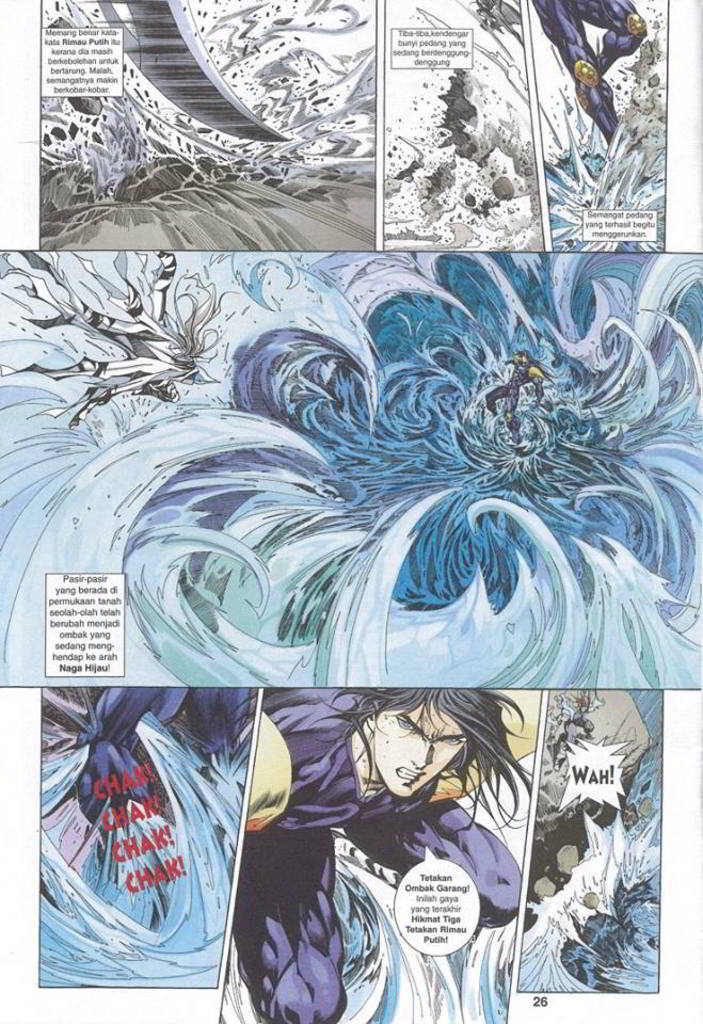 Memang benar kata-
kata Rimau Putih itu
kerana dia masih
berkebolehan untuk
bertarung. Malah,
semangatnya makin
berkobar-kobar.
Tiba-tiba,kendengar
bunyi pedang yang
sedang berdenggung-
denggung
Semangat pedang
yang terhasil begitu
menggerunkan.
Pasir-pasir
yang berada di
permukaan tanah
seolah-olah telah
berubah menjadi
ombak yang
sedang meng-
hendap ke arah
Naga Hijau!
CHAK!
CHAK!
CHAK!
CHAK!
Tetakan
Ombak Garang!
Inilah gaya
yang terakhir
Hikmat Tiga
Tetakan Rimau
Putih!
WAH!
26